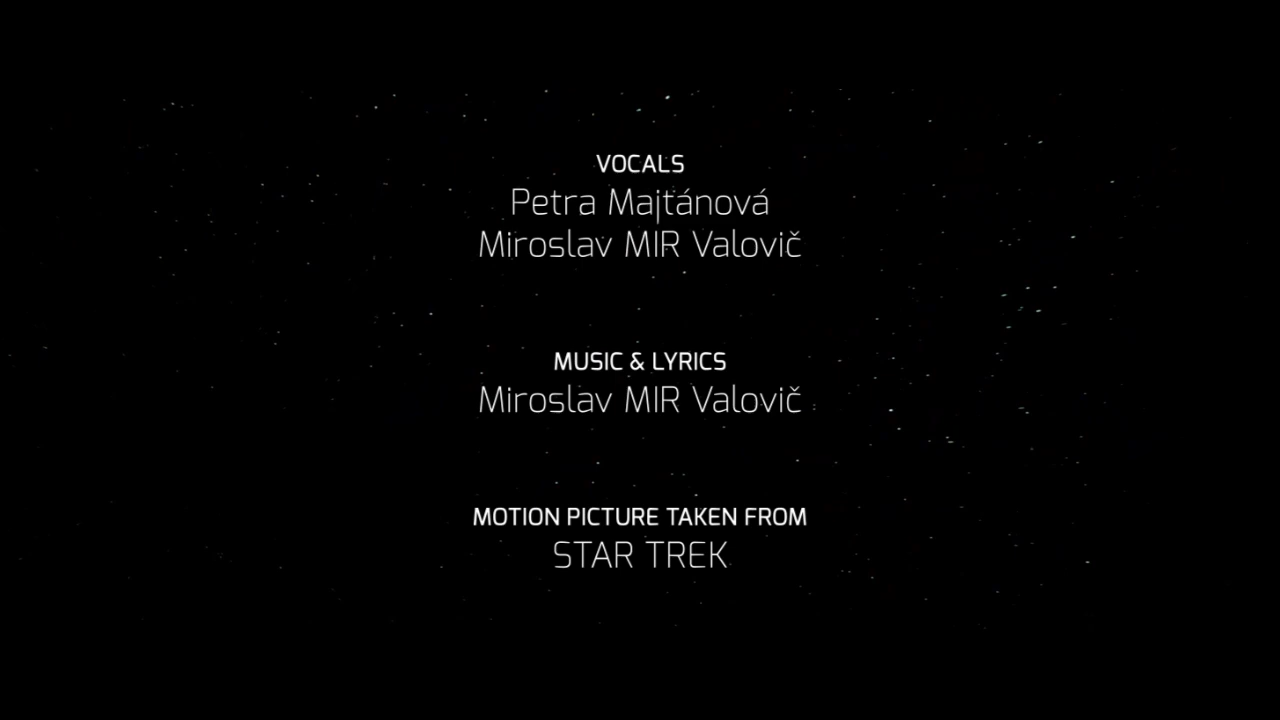 VOCALS
Petra Majtánová
Miroslav MIR Valovič
MUSIC & LYRICS
Miroslav MIR Valovič
MOTION PICTURE TAKEN FROM
STAR TREK